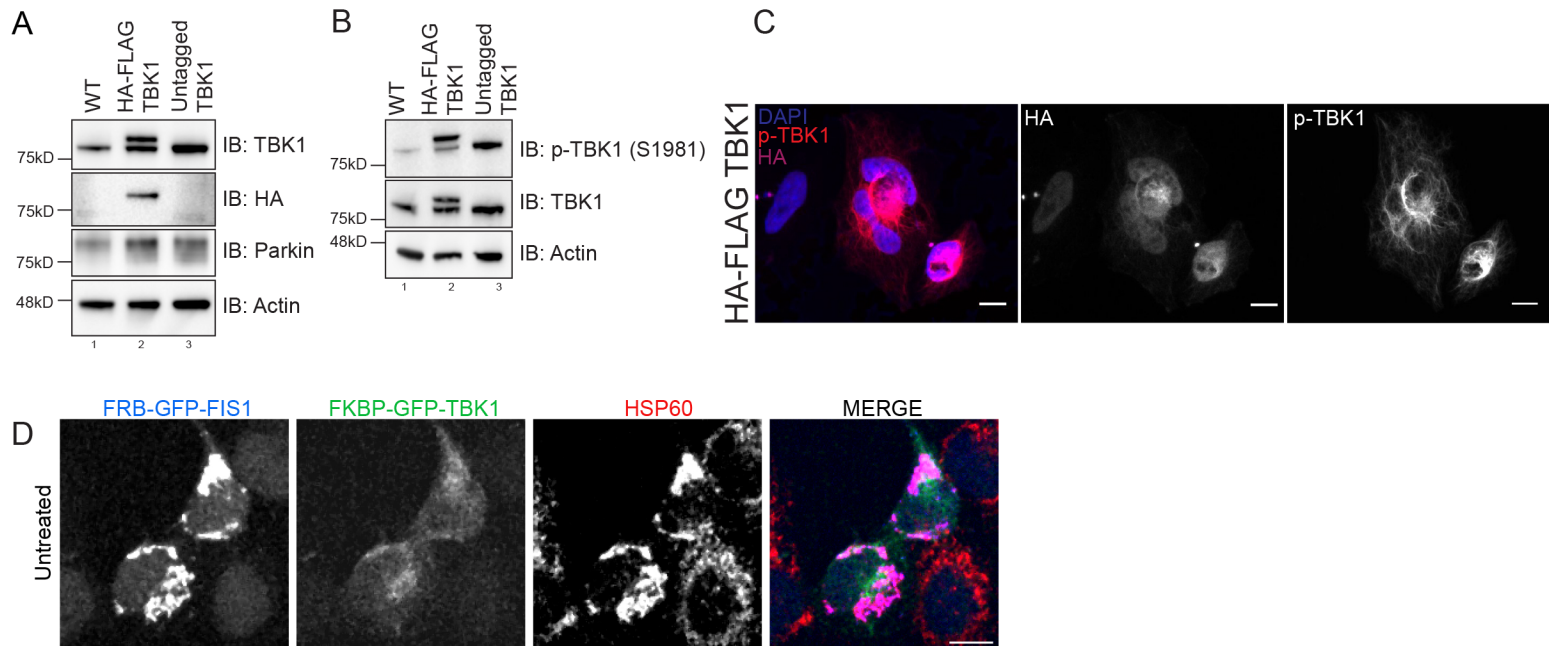 A
WT
HA-FLAG
TBK1
Untagged
TBK1
75kD
IB: TBK1
75kD
IB: HA
75kD
IB: Parkin
48kD
IB: Actin
1 2 3
B
WT
HA-FLAG
TBK1
Untagged
TBK1
75kD
IB: p-TBK1 (S1981)
75kD
IB: TBK1
48kD
IB: Actin
1 2 3
C
HA-FLAG TBK1
DAPI
p-TBK1
HA
HA
p-TBK1
D
FRB-GFP-FIS1 FKBP-GFP-TBK1 HSP60 MERGE
Untreated